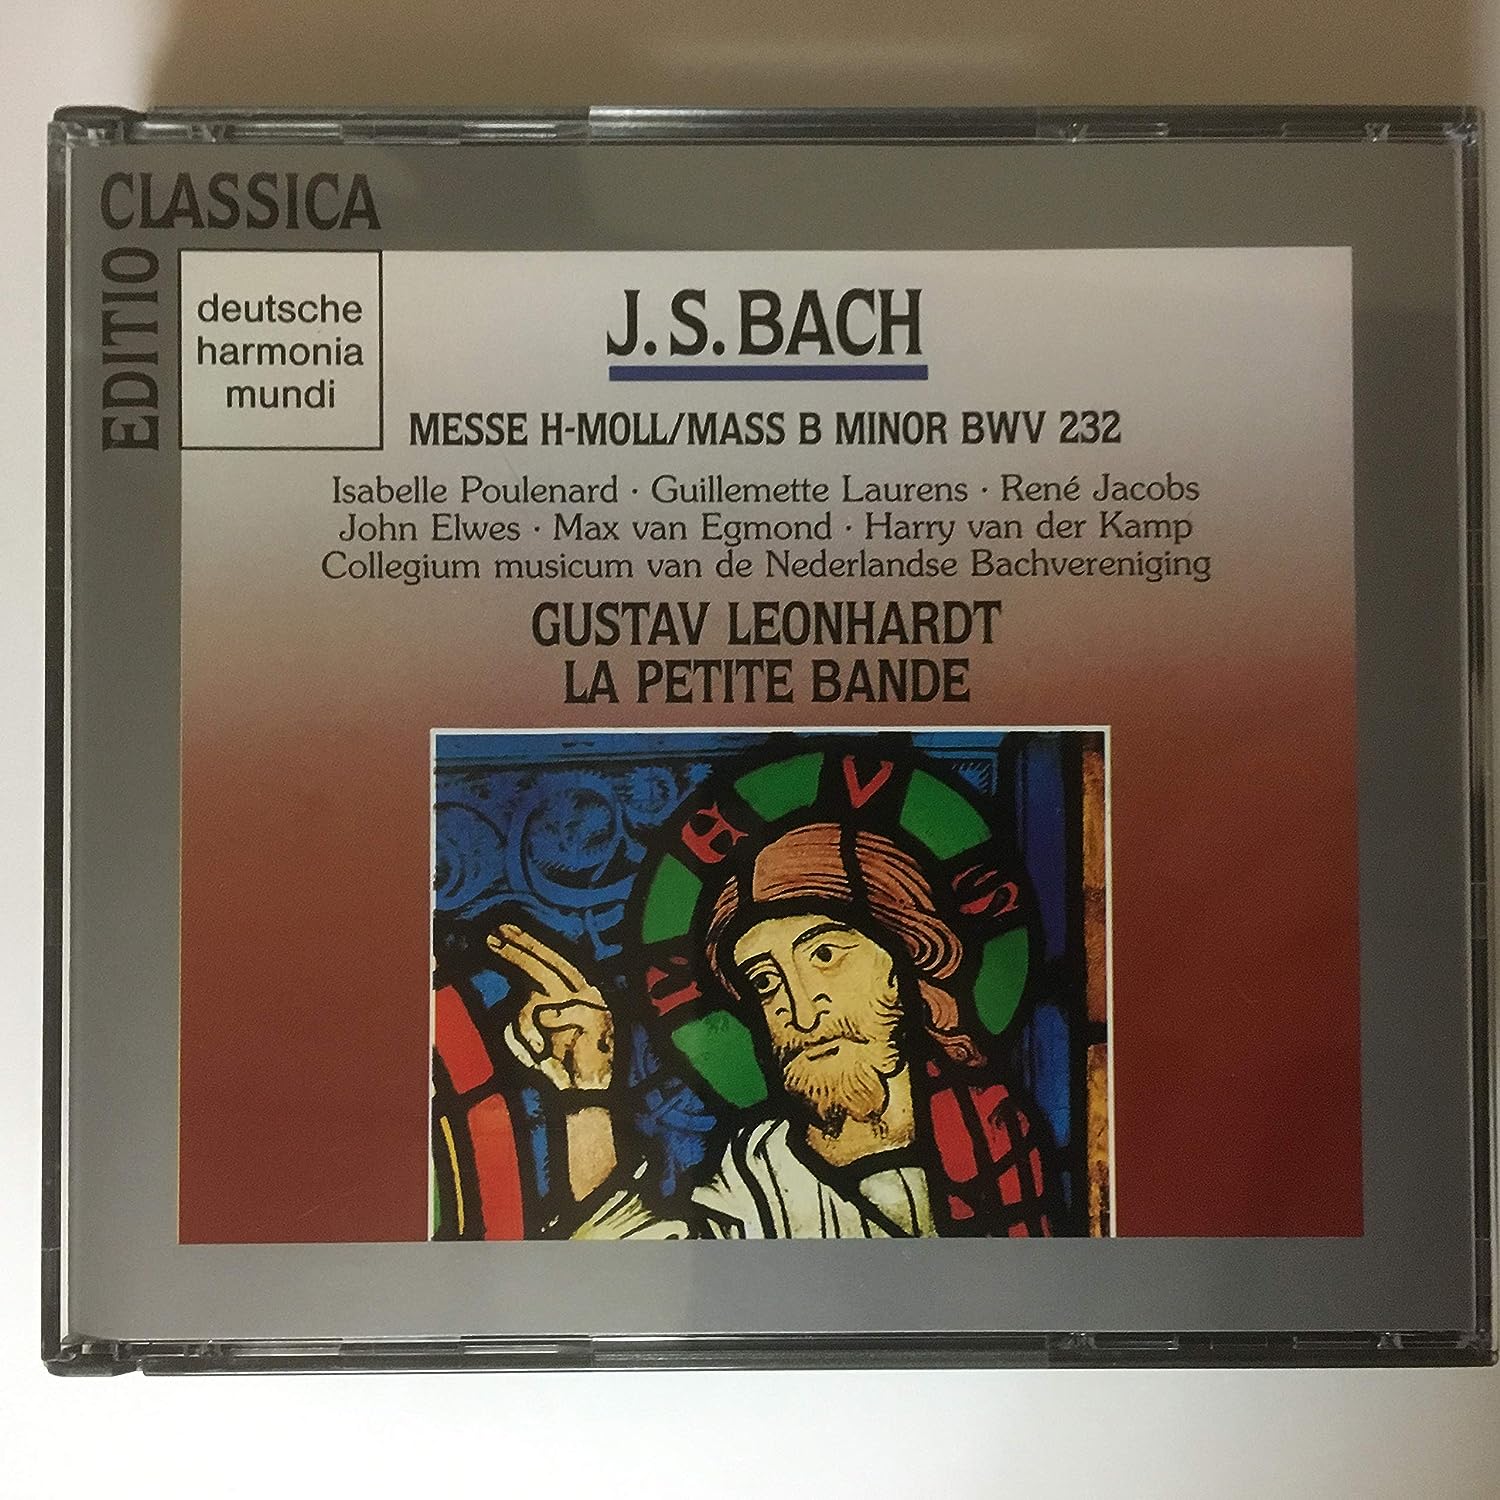 EDITIO CLASSICA
deutsche
harmonia
mundi
J.S. BACH
MESSE H-MOLL/MASS B MINOR BWV 232
Isabelle Poulenard · Guillemette Laurens · René Jacobs
John Elwes · Max van Egmond · Harry van der Kamp
Collegium musicum van de Nederlandse Bachvereniging
GUSTAV LEONHARDT
LA PETITE BANDE